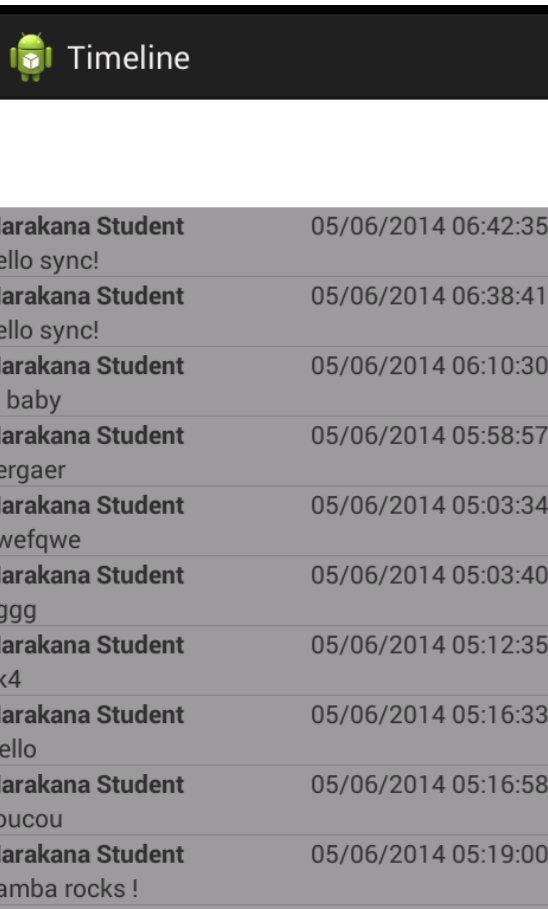 Timeline
arakana Student 05/06/2014 06:42:35
ello sync!
arakana Student 05/06/2014 06:38:41
ello sync!
arakana Student 05/06/2014 06:10:30
baby
arakana Student 05/06/2014 05:58:57
ergaer
arakana Student 05/06/2014 05:03:34
wefqwe
arakana Student 05/06/2014 05:03:40
ggg
arakana Student 05/06/2014 05:12:35
k4
arakana Student 05/06/2014 05:16:33
ello
arakana Student 05/06/2014 05:16:58
oucou
arakana Student 05/06/2014 05:19:00
amba rocks !